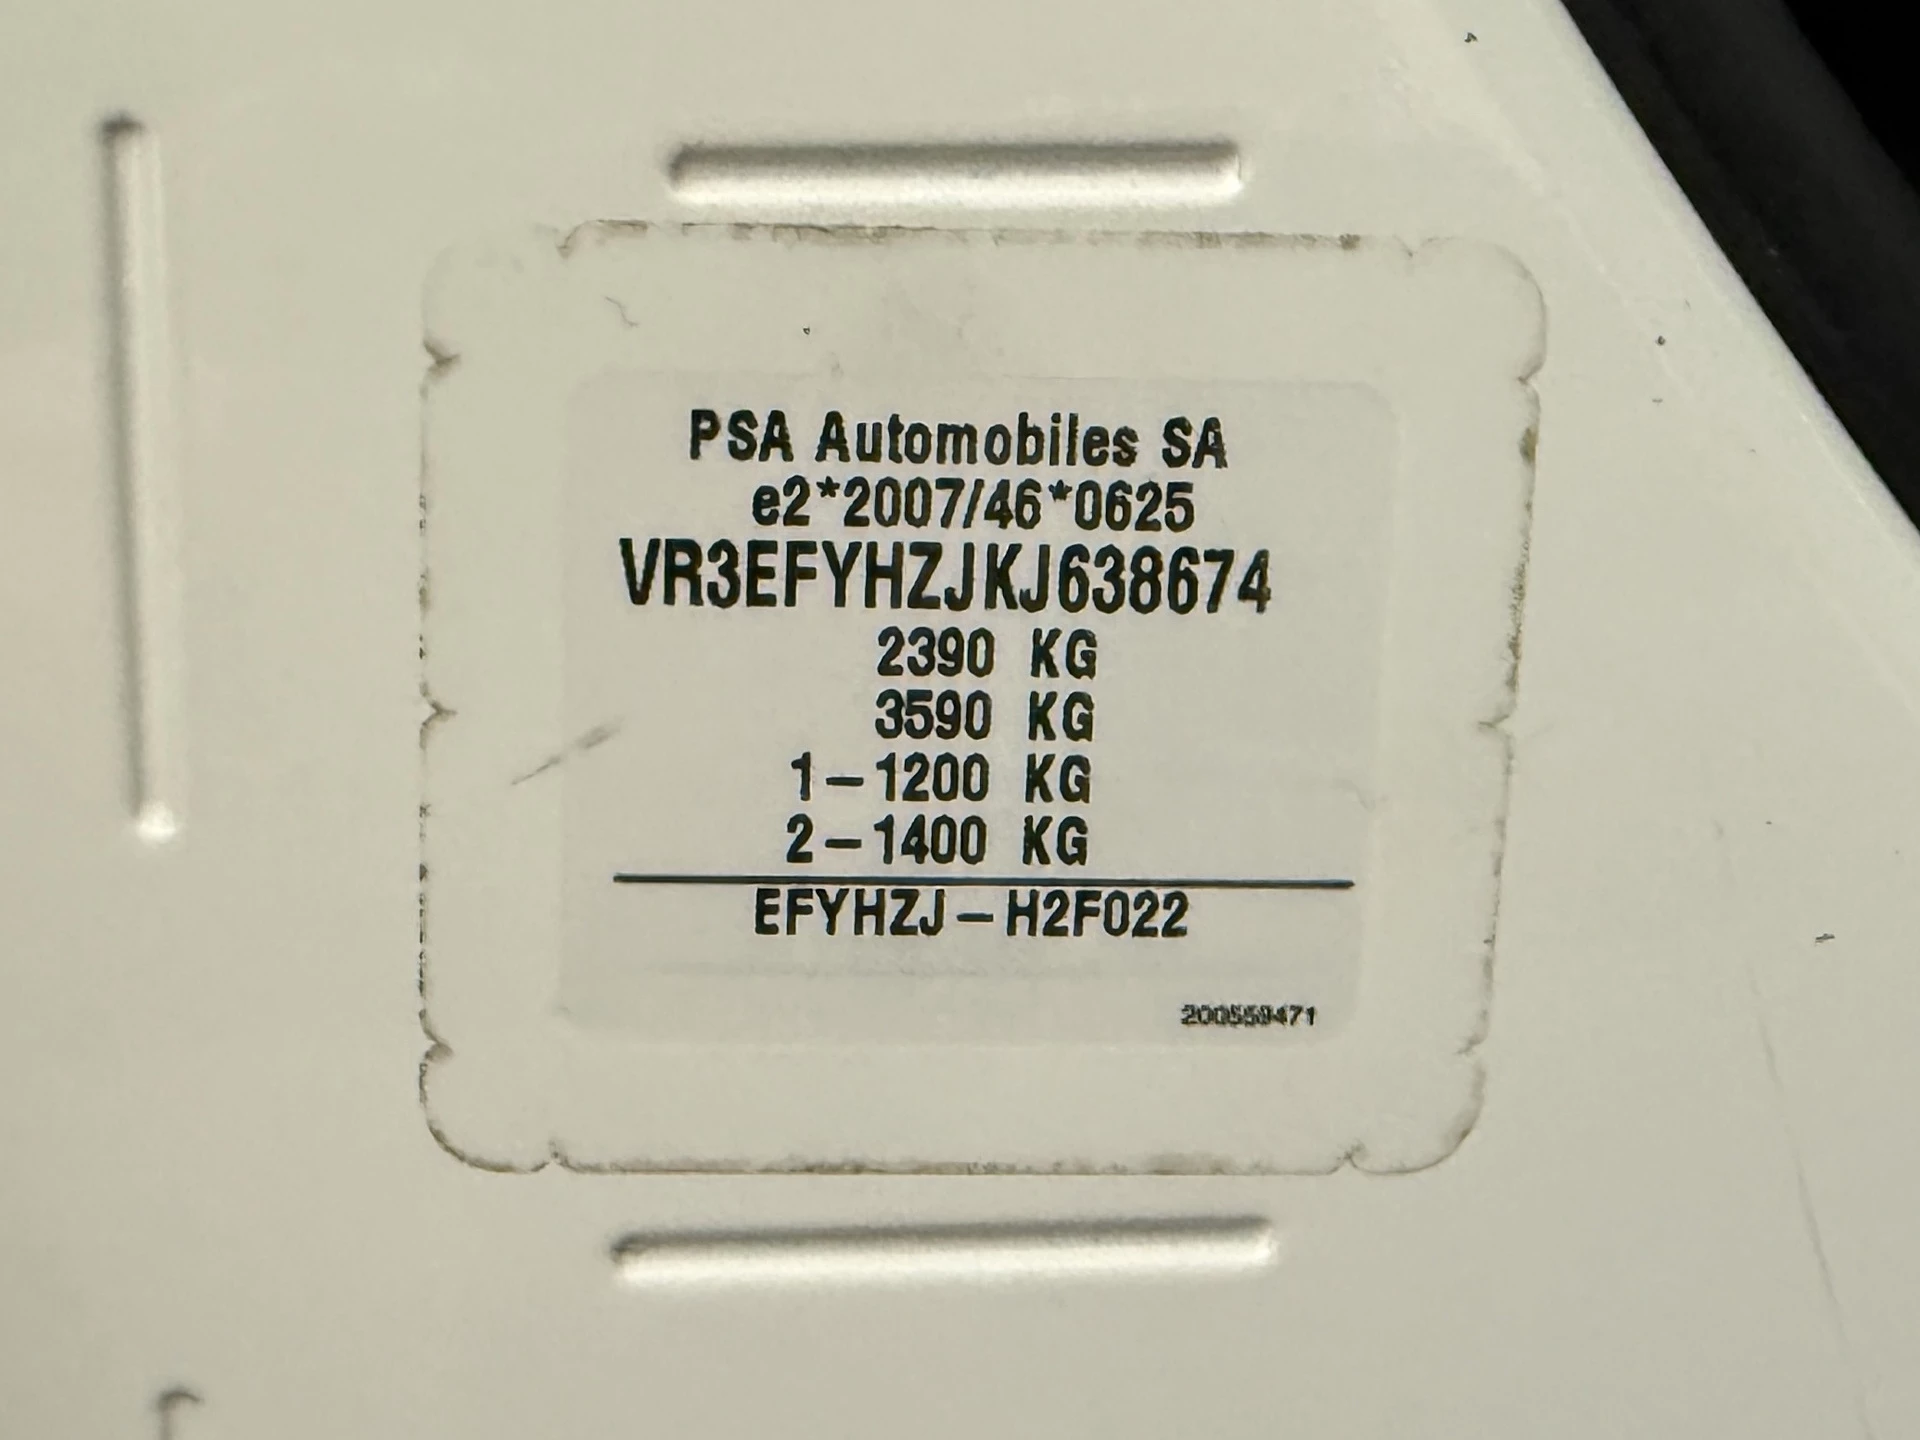 PSA Automobiles SA
e2*2007/46*0625
VR3EFYHZJKJ638674
2390 KG
3590 KG
1-1200 KG
2-1400 KG
EFYHZJ-H2F022
200559471